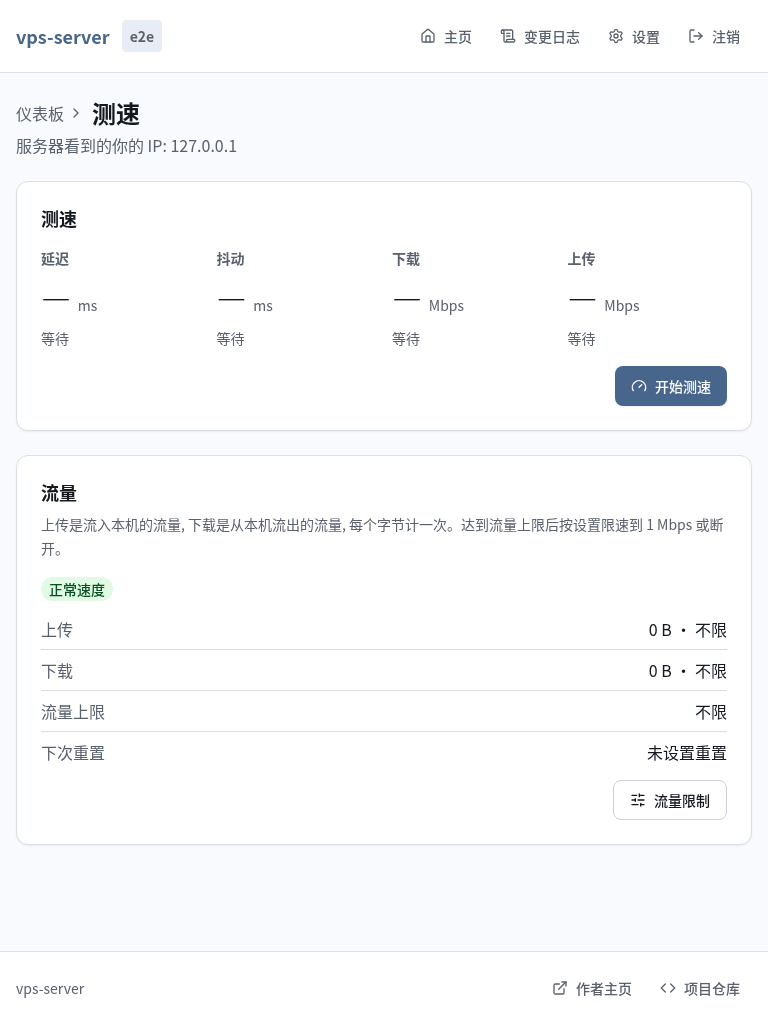 vps-server e2e 主页 变更日志 设置 注销
仪表板 测速
服务器看到的你的 IP: 127.0.0.1
测速
延迟 抖动 下载 上传
— ms — ms — Mbps — Mbps
等待 等待 等待 等待
开始测速
流量
上传是流入本机的流量, 下载是从本机流出的流量, 每个字节计一次。达到流量上限后按设置限速到 1 Mbps 或断
开。
正常速度
上传 0 B · 不限
下载 0 B · 不限
流量上限 不限
下次重置 未设置重置
流量限制
vps-server 作者主页 项目仓库